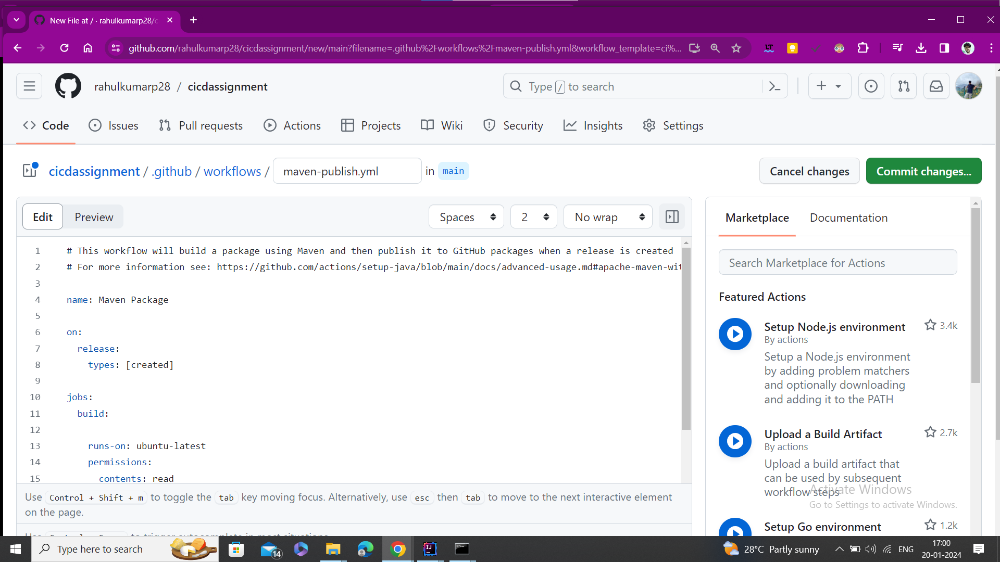 New File at / · rahulkumarp28/c
github.com/rahulkumarp28/cicdassignment/new/main?filename=.github%2Fworkflows%2Fmaven-publish.yml&workflow_template=ci%...
rahulkumarp28 / cicdassignment
Type / to search
Code Issues Pull requests Actions Projects Wiki Security Insights Settings
cicdassignment / .github / workflows / maven-publish.yml in main
Cancel changes Commit changes...
Edit Preview Spaces 2 No wrap
1 # This workflow will build a package using Maven and then publish it to GitHub packages when a release is created
2 # For more information see: https://github.com/actions/setup-java/blob/main/docs/advanced-usage.md#apache-maven-wit
3
4 name: Maven Package
5
6 on:
7 release:
8 types: [created]
9
10 jobs:
11 build:
12
13 runs-on: ubuntu-latest
14 permissions:
15 contents: read
Use Control + Shift + m to toggle the tab key moving focus. Alternatively, use esc then tab to move to the next interactive element
on the page.
Marketplace Documentation
Search Marketplace for Actions
Featured Actions
Setup Node.js environment 3.4k
By actions
Setup a Node.js environment
by adding problem matchers
and optionally downloading
and adding it to the PATH
Upload a Build Artifact 2.7k
By actions
Upload a build artifact that
can be used by subsequent
workflow steps
Activate Windows
Go to Settings to activate Windows.
Setup Go environment 1.2k
Type here to search
14
28°C Partly sunny
ENG
17:00
20-01-2024